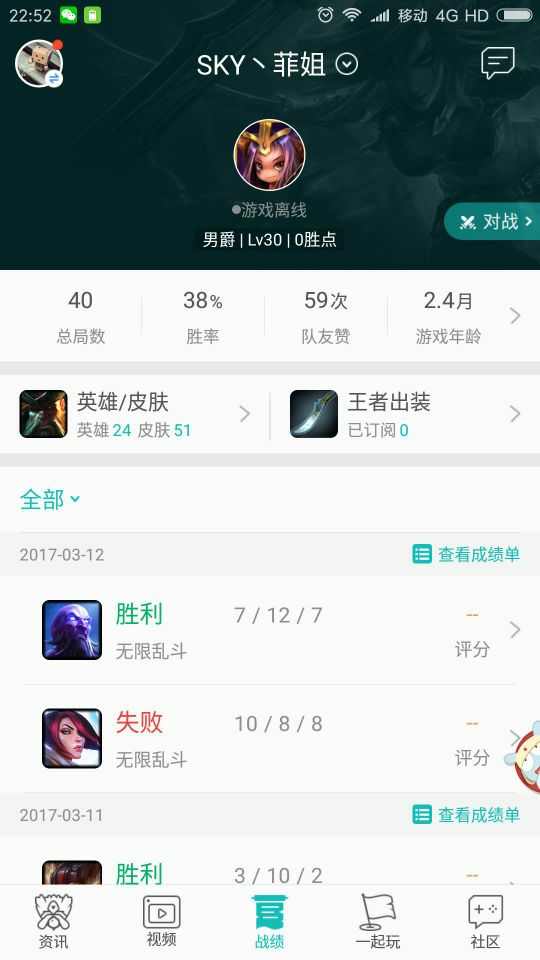 22:52 移动 4G HD
SKY丶菲姐
游戏离线
男爵 | Lv30 | 0胜点
对战
40 38% 59次 2.4月
总局数 胜率 队友赞 游戏年龄
英雄/皮肤 王者出装
英雄 24 皮肤 51 已订阅 0
全部
2017-03-12 查看成绩单
胜利 7 / 12 / 7 --
无限乱斗 评分
失败 10 / 8 / 8 --
无限乱斗 评分
2017-03-11 查看成绩单
胜利 3 / 10 / 2 --
资讯 视频 战绩 一起玩 社区